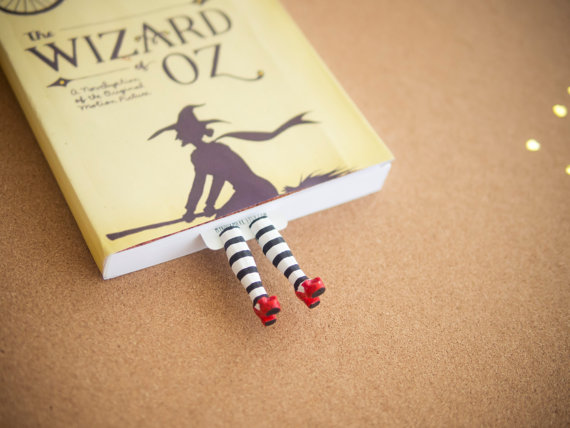 The
WIZARD
of OZ
A Novelization
of the Original
Motion Picture